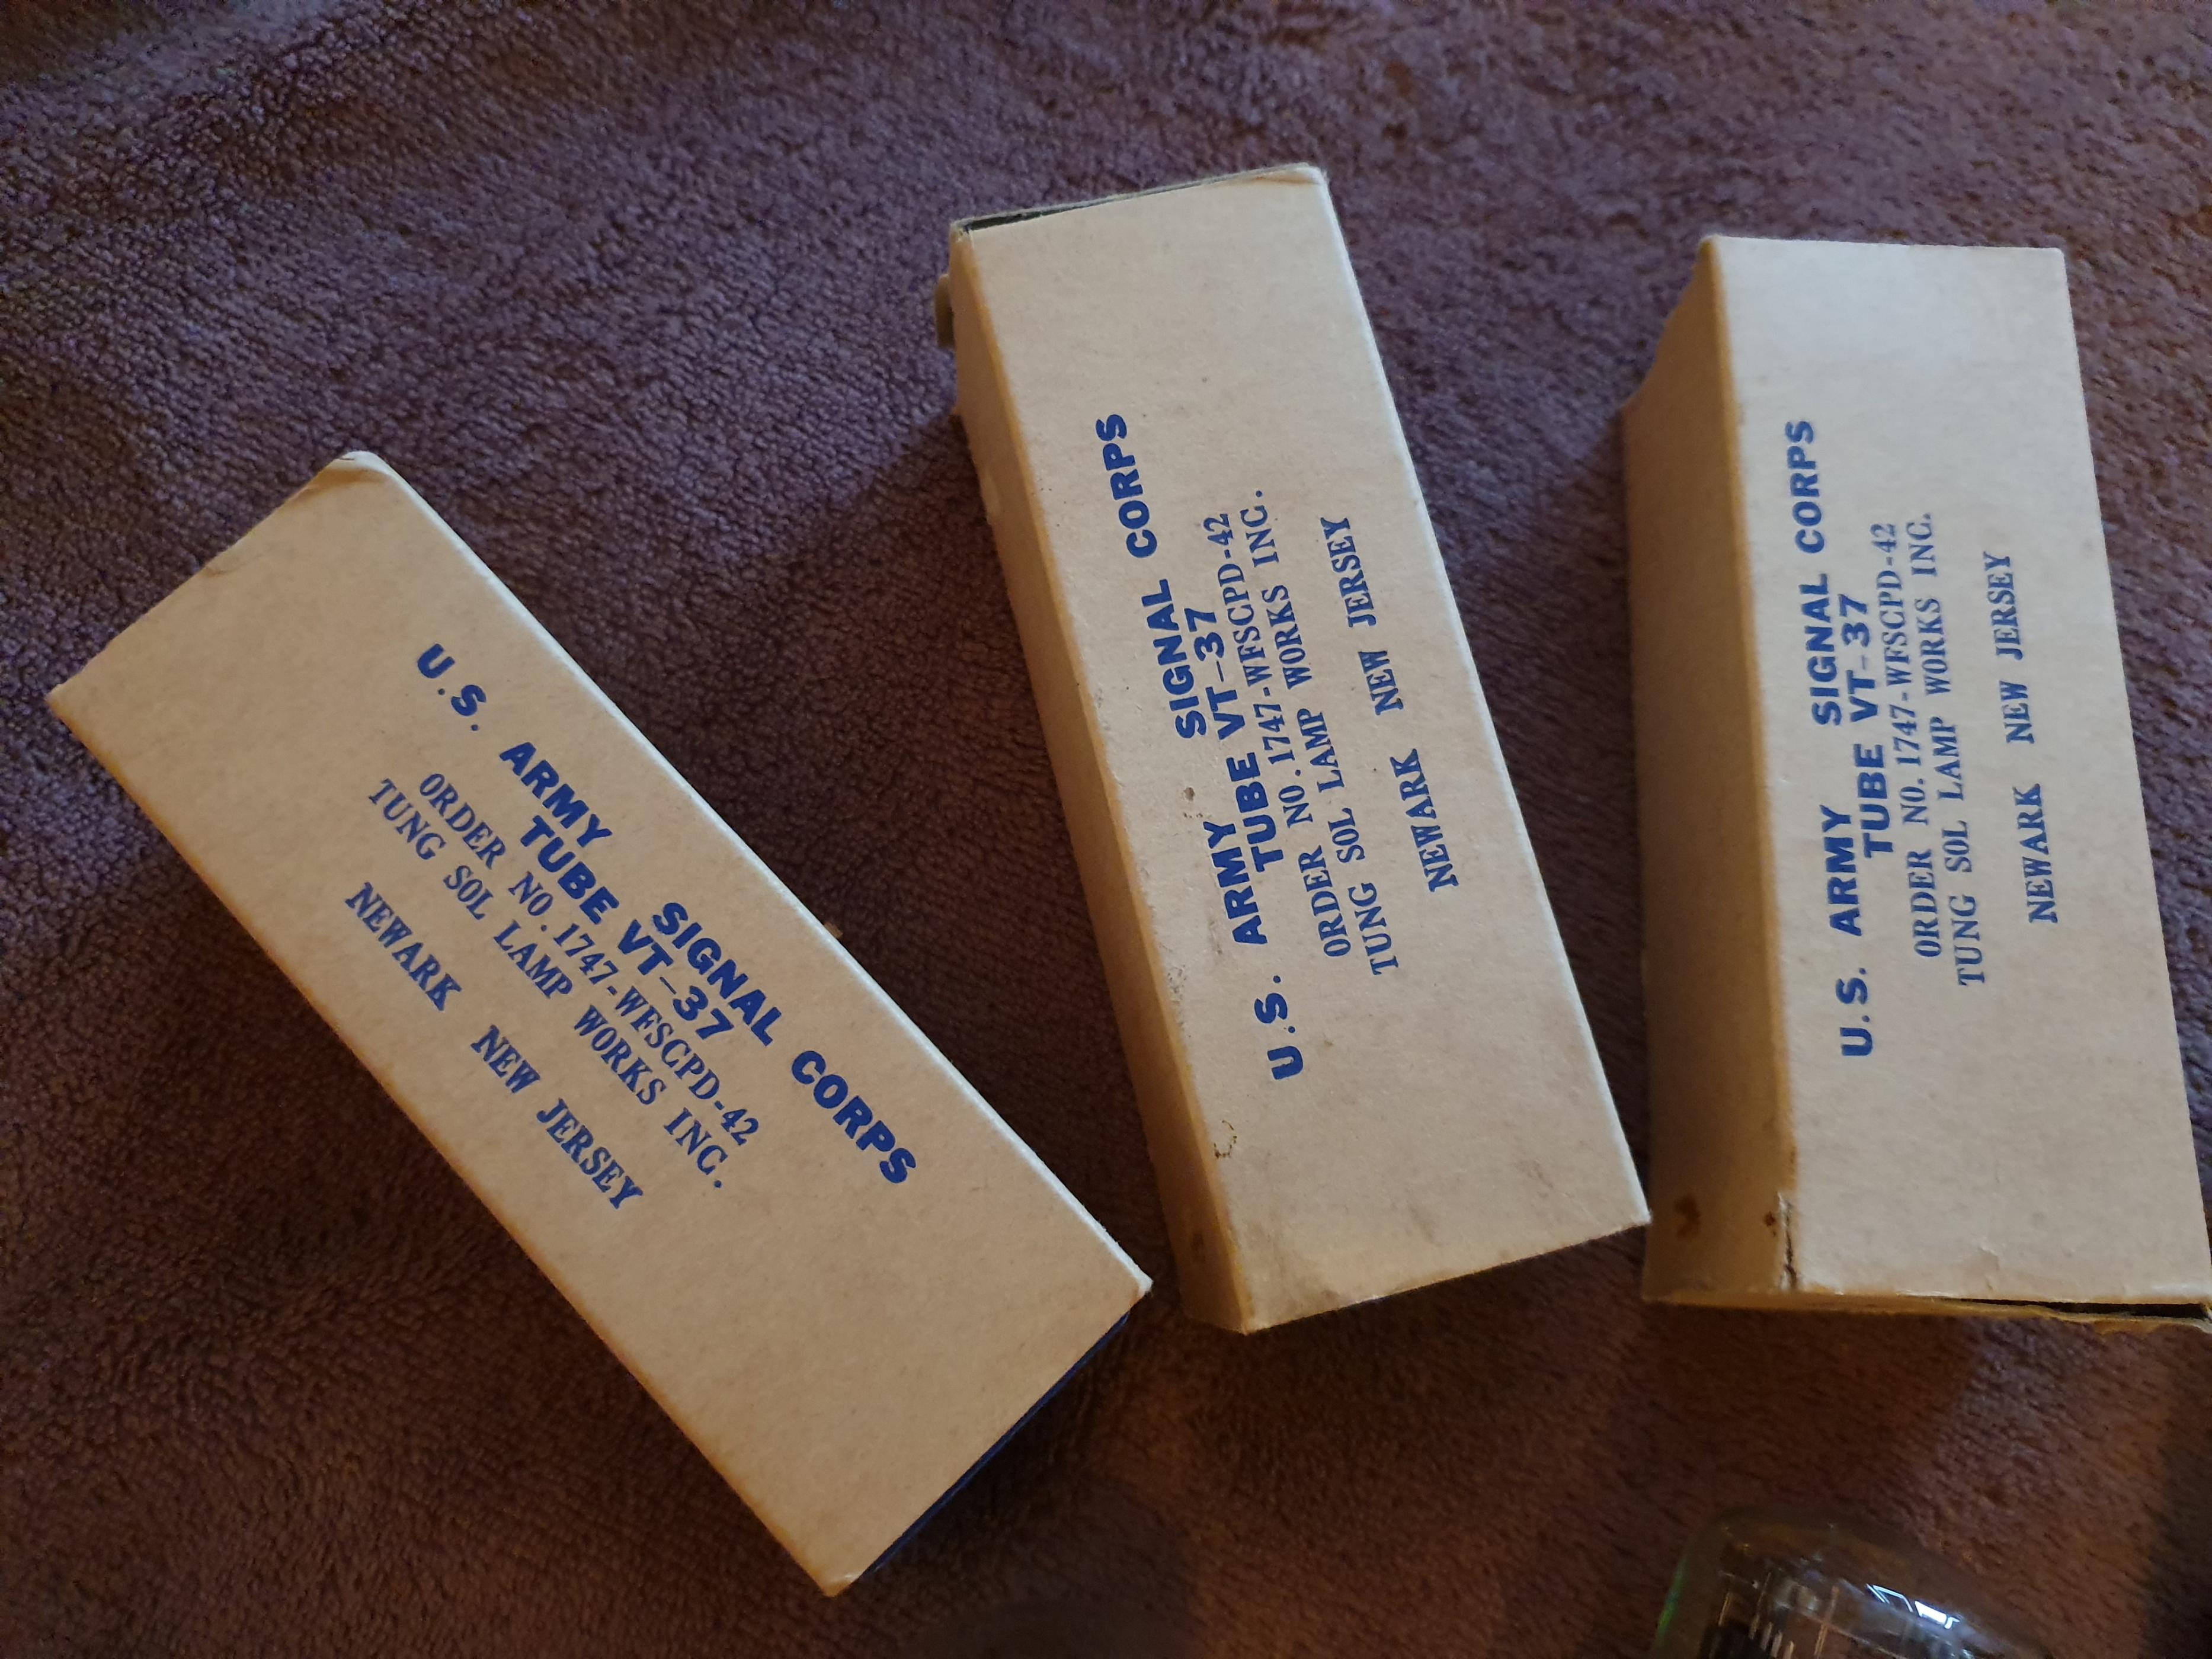 U.S. ARMY SIGNAL CORPS
TUBE VT-37
ORDER NO. 1747-WFSCPD-42
TUNG SOL LAMP WORKS INC.
NEWARK NEW JERSEY
U.S. ARMY SIGNAL CORPS
TUBE VT-37
ORDER NO. 1747-WFSCPD-42
TUNG SOL LAMP WORKS INC.
NEWARK NEW JERSEY
U.S. ARMY SIGNAL CORPS
TUBE VT-37
ORDER NO. 1747-WFSCPD-42
TUNG SOL LAMP WORKS INC.
NEWARK NEW JERSEY